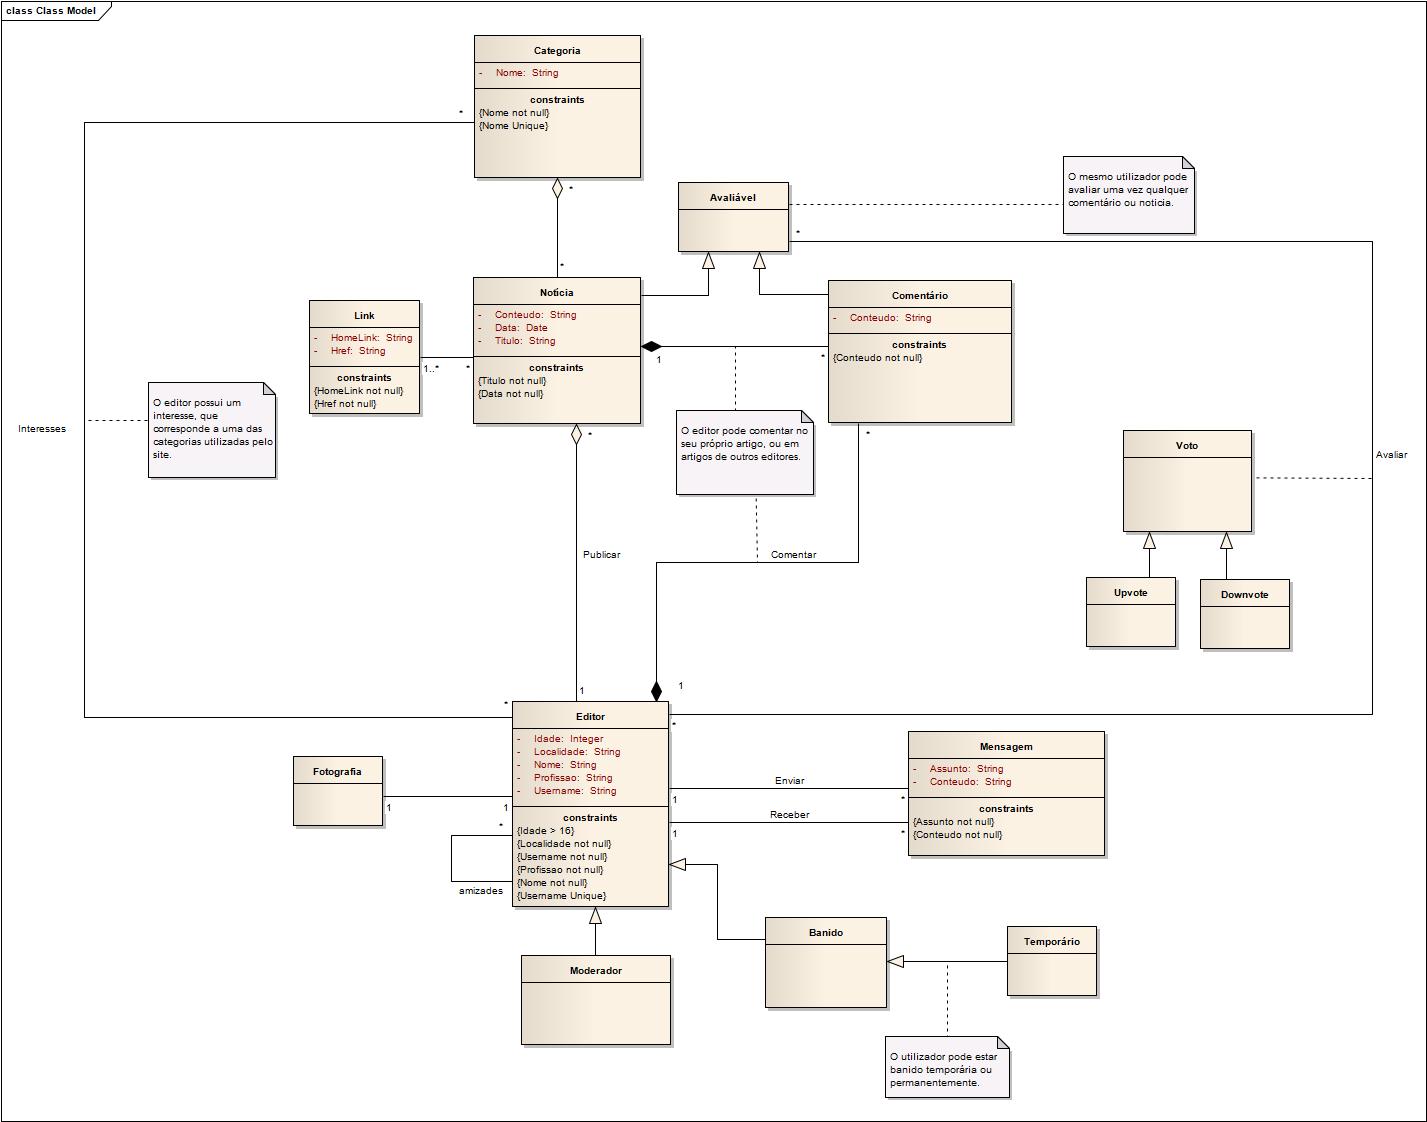 class Class Model
Categoria
- Nome: String
constraints
{Nome not null}
{Nome Unique}
*
*
*
Avaliável
*
O mesmo utilizador pode
avaliar uma vez qualquer
comentário ou noticia.
Notícia
- Conteudo: String
- Data: Date
- Titulo: String
constraints
{Titulo not null}
{Data not null}
Link
- HomeLink: String
- Href: String
constraints
{HomeLink not null}
{Href not null}
1..*
*
Comentário
- Conteudo: String
constraints
{Conteudo not null}
1
*
O editor possui um
interesse, que
corresponde a uma das
categorias utilizadas pelo
site.
Interesses
O editor pode comentar no
seu próprio artigo, ou em
artigos de outros editores.
*
*
Voto
Avaliar
Publicar
Comentar
Upvote
Downvote
1
1
*
*
Editor
- Idade: Integer
- Localidade: String
- Nome: String
- Profissao: String
- Username: String
constraints
{Idade > 16}
{Localidade not null}
{Username not null}
{Profissao not null}
{Nome not null}
{Username Unique}
Fotografia
1
1
*
amizades
Enviar
1
*
Receber
1
*
Mensagem
- Assunto: String
- Conteudo: String
constraints
{Assunto not null}
{Conteudo not null}
Moderador
Banido
Temporário
O utilizador pode estar
banido temporária ou
permanentemente.